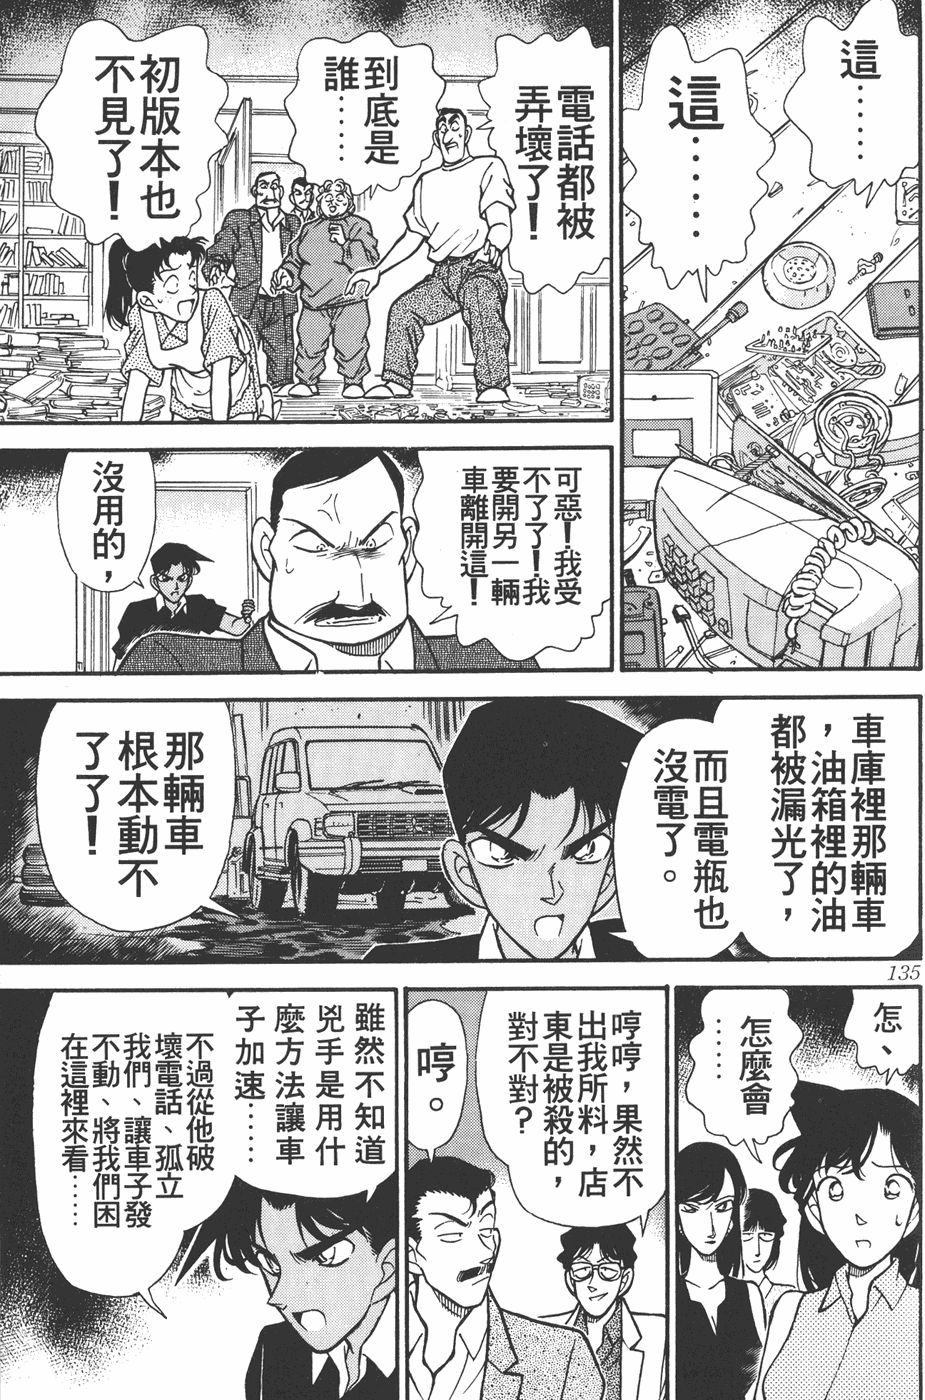 這……
這……
電話都被
弄壞了！
到底是
誰……
初版本也
不見了！
可惡！我受
不了了！我
要開另一輛
車離開這！
沒用的，
車庫裡那輛車
，油箱裡的油
都被漏光了，
而且電瓶也
沒電了。
那輛車
根本動不
了了！
135
怎、
怎麼會
……
哼哼，果然不
出我所料，店
東是被殺的，
對不對？
哼。
雖然不知道
兇手是用什
麼方法讓車
子加速……
不過從他破
壞電話、孤立
我們、讓車子發
不動、將我們困
在這裡來看……